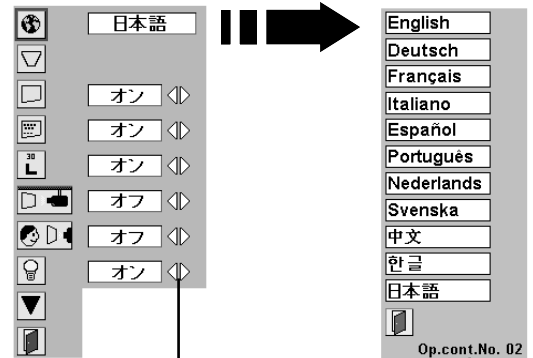 日本語
オン
オン
30
L
オン
オフ
オフ
オン
English
Deutsch
Français
Italiano
Español
Português
Nederlands
Svenska
中文
한글
日本語
Op.cont.No. 02